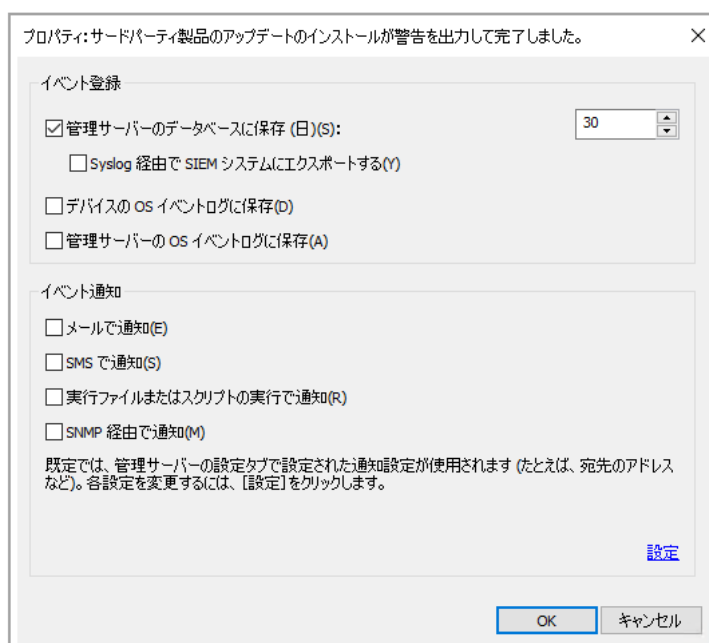 プロパティ:サードパーティ製品のアップデートのインストールが警告を出力して完了しました。
イベント登録
管理サーバーのデータベースに保存 (日)(S):
30
Syslog 経由で SIEM システムにエクスポートする(Y)
デバイスの OS イベントログに保存(D)
管理サーバーの OS イベントログに保存(A)
イベント通知
メールで通知(E)
SMS で通知(S)
実行ファイルまたはスクリプトの実行で通知(R)
SNMP 経由で通知(M)
既定では、管理サーバーの設定タブで設定された通知設定が使用されます (たとえば、宛先のアドレス
など)。各設定を変更するには、[設定]をクリックします。
設定
OK
キャンセル